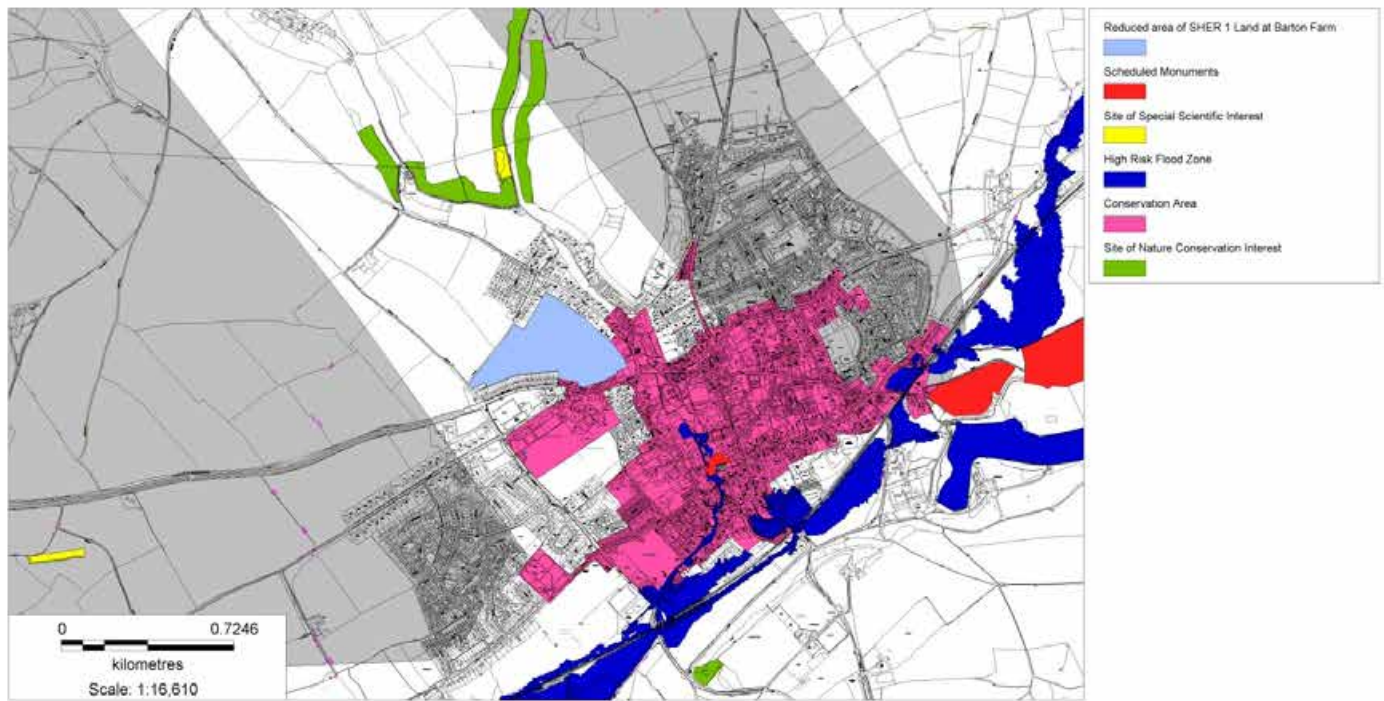 Reduced area of SHER 1 Land at Barton Farm
Scheduled Monuments
Site of Special Scientific Interest
High Risk Flood Zone
Conservation Area
Site of Nature Conservation Interest
0 0.7246
kilometres
Scale: 1:16,610